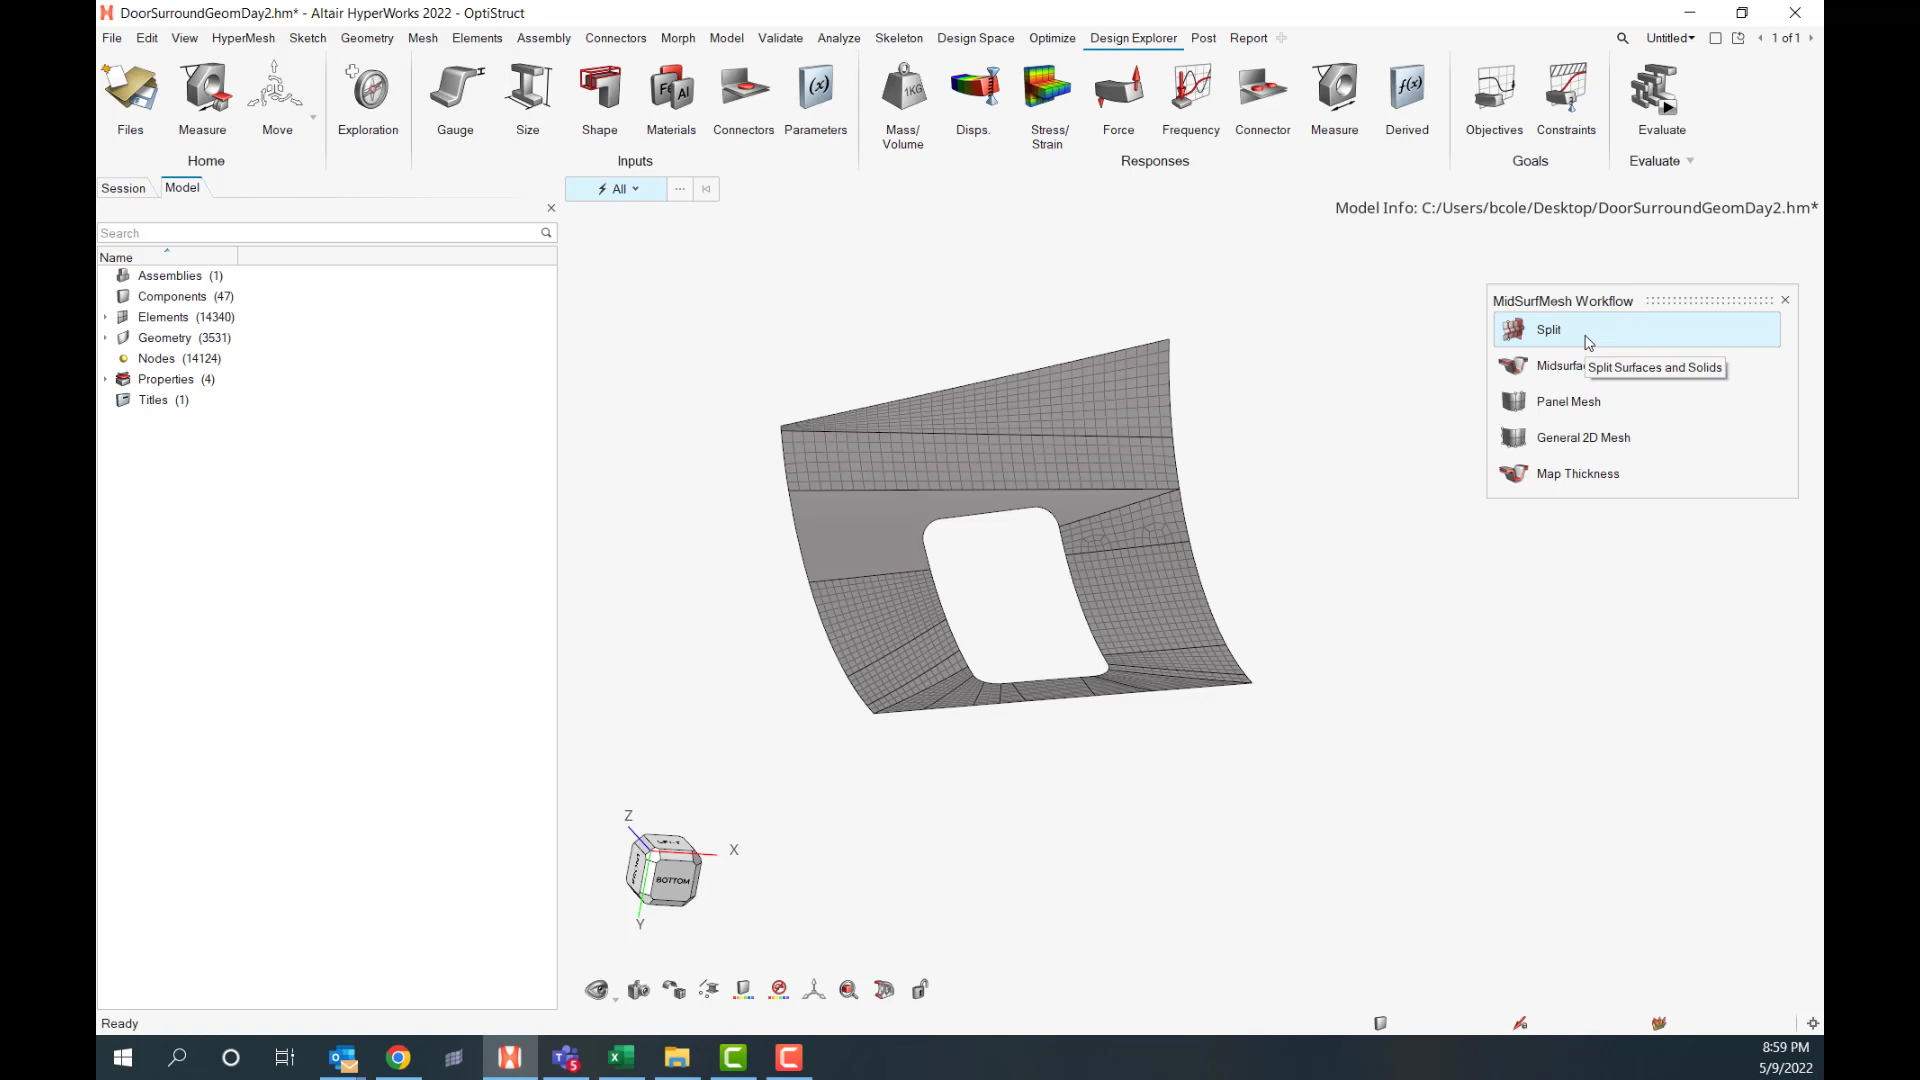 DoorSurroundGeomDay2.hm* - Altair HyperWorks 2022 - OptiStruct
File Edit View HyperMesh Sketch Geometry Mesh Elements Assembly Connectors Morph Model Validate Analyze Skeleton Design Space Optimize Design Explorer Post Report Untitled 1 of 1
Files Measure Move Exploration Gauge Size Shape Materials Connectors Parameters Mass/ Volume Disps. Stress/ Strain Force Frequency Connector Measure Derived Objectives Constraints Evaluate
Home Inputs Responses Goals Evaluate
Session Model All
Model Info: C:/Users/bcole/Desktop/DoorSurroundGeomDay2.hm*
Search
Name
Assemblies (1)
Components (47)
Elements (14340)
Geometry (3531)
Nodes (14124)
Properties (4)
Titles (1)
MidSurfMesh Workflow
Split
Midsurfa
Split Surfaces and Solids
Panel Mesh
General 2D Mesh
Map Thickness
Z
X
BOTTOM
Y
Ready
8:59 PM
5/9/2022